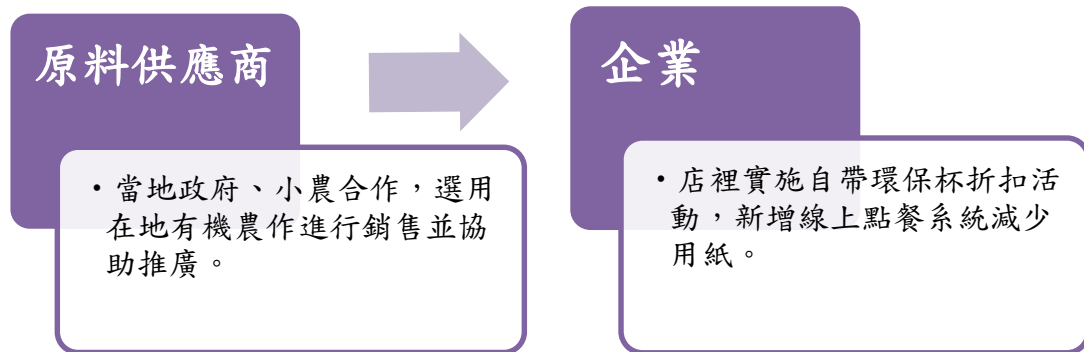 原料供應商
• 當地政府、小農合作，選用
在地有機農作進行銷售並協
助推廣。
企業
• 店裡實施自帶環保杯折扣活
動，新增線上點餐系統減少
用紙。